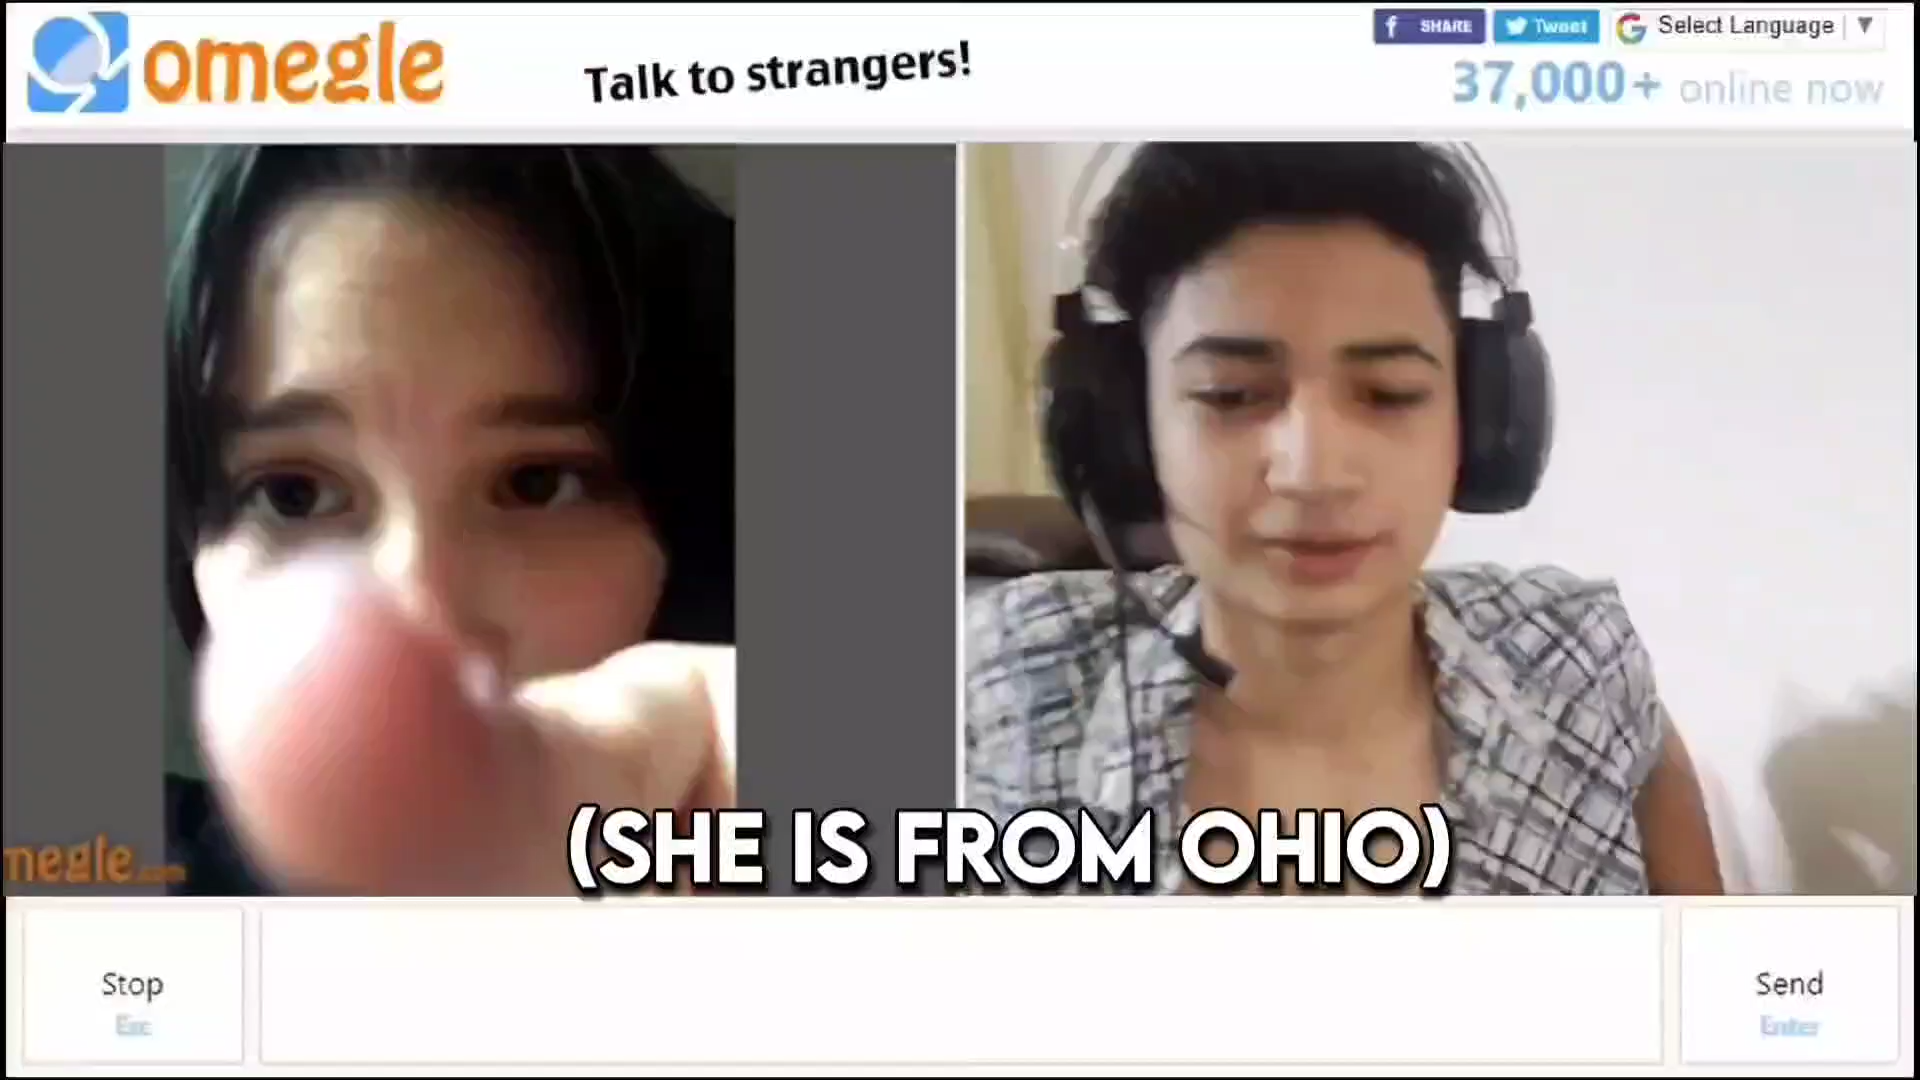 omegle
Talk to strangers!
SHARE
Tweet
Select Language
37,000+ online now
megle.com
(SHE IS FROM OHIO)
Stop
Esc
Send
Enter